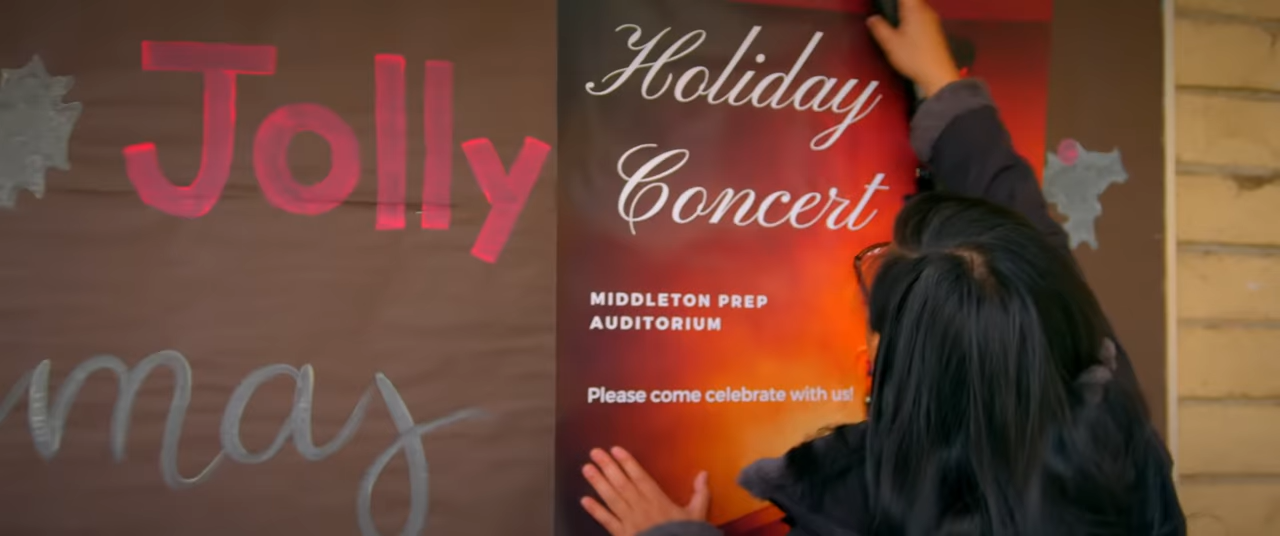 Jolly
mas
Holiday
Concert
MIDDLETON PREP
AUDITORIUM
Please come celebrate with us!